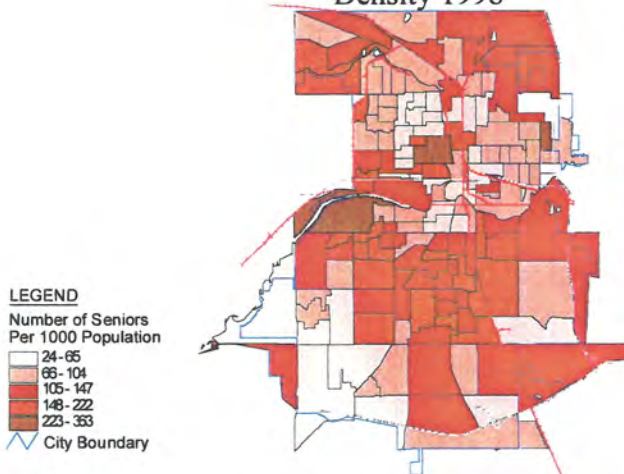 Density 1998
LEGEND
Number of Seniors
Per 1000 Population
24-65
66-104
105-147
148-222
223-353
City Boundary